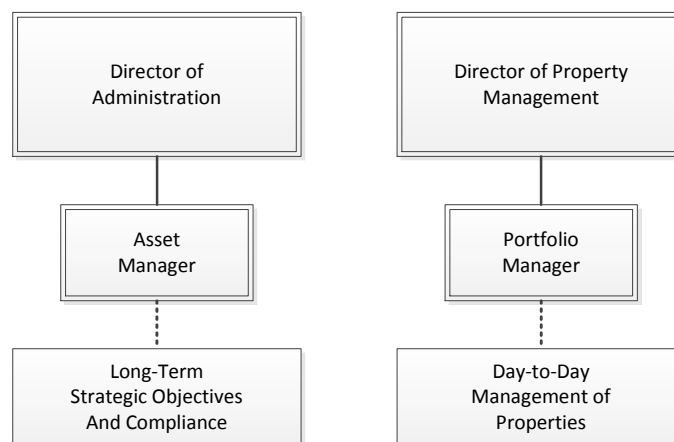 Director of
Administration
Director of Property
Management
Asset
Manager
Portfolio
Manager
Long-Term
Strategic Objectives
And Compliance
Day-to-Day
Management of
Properties